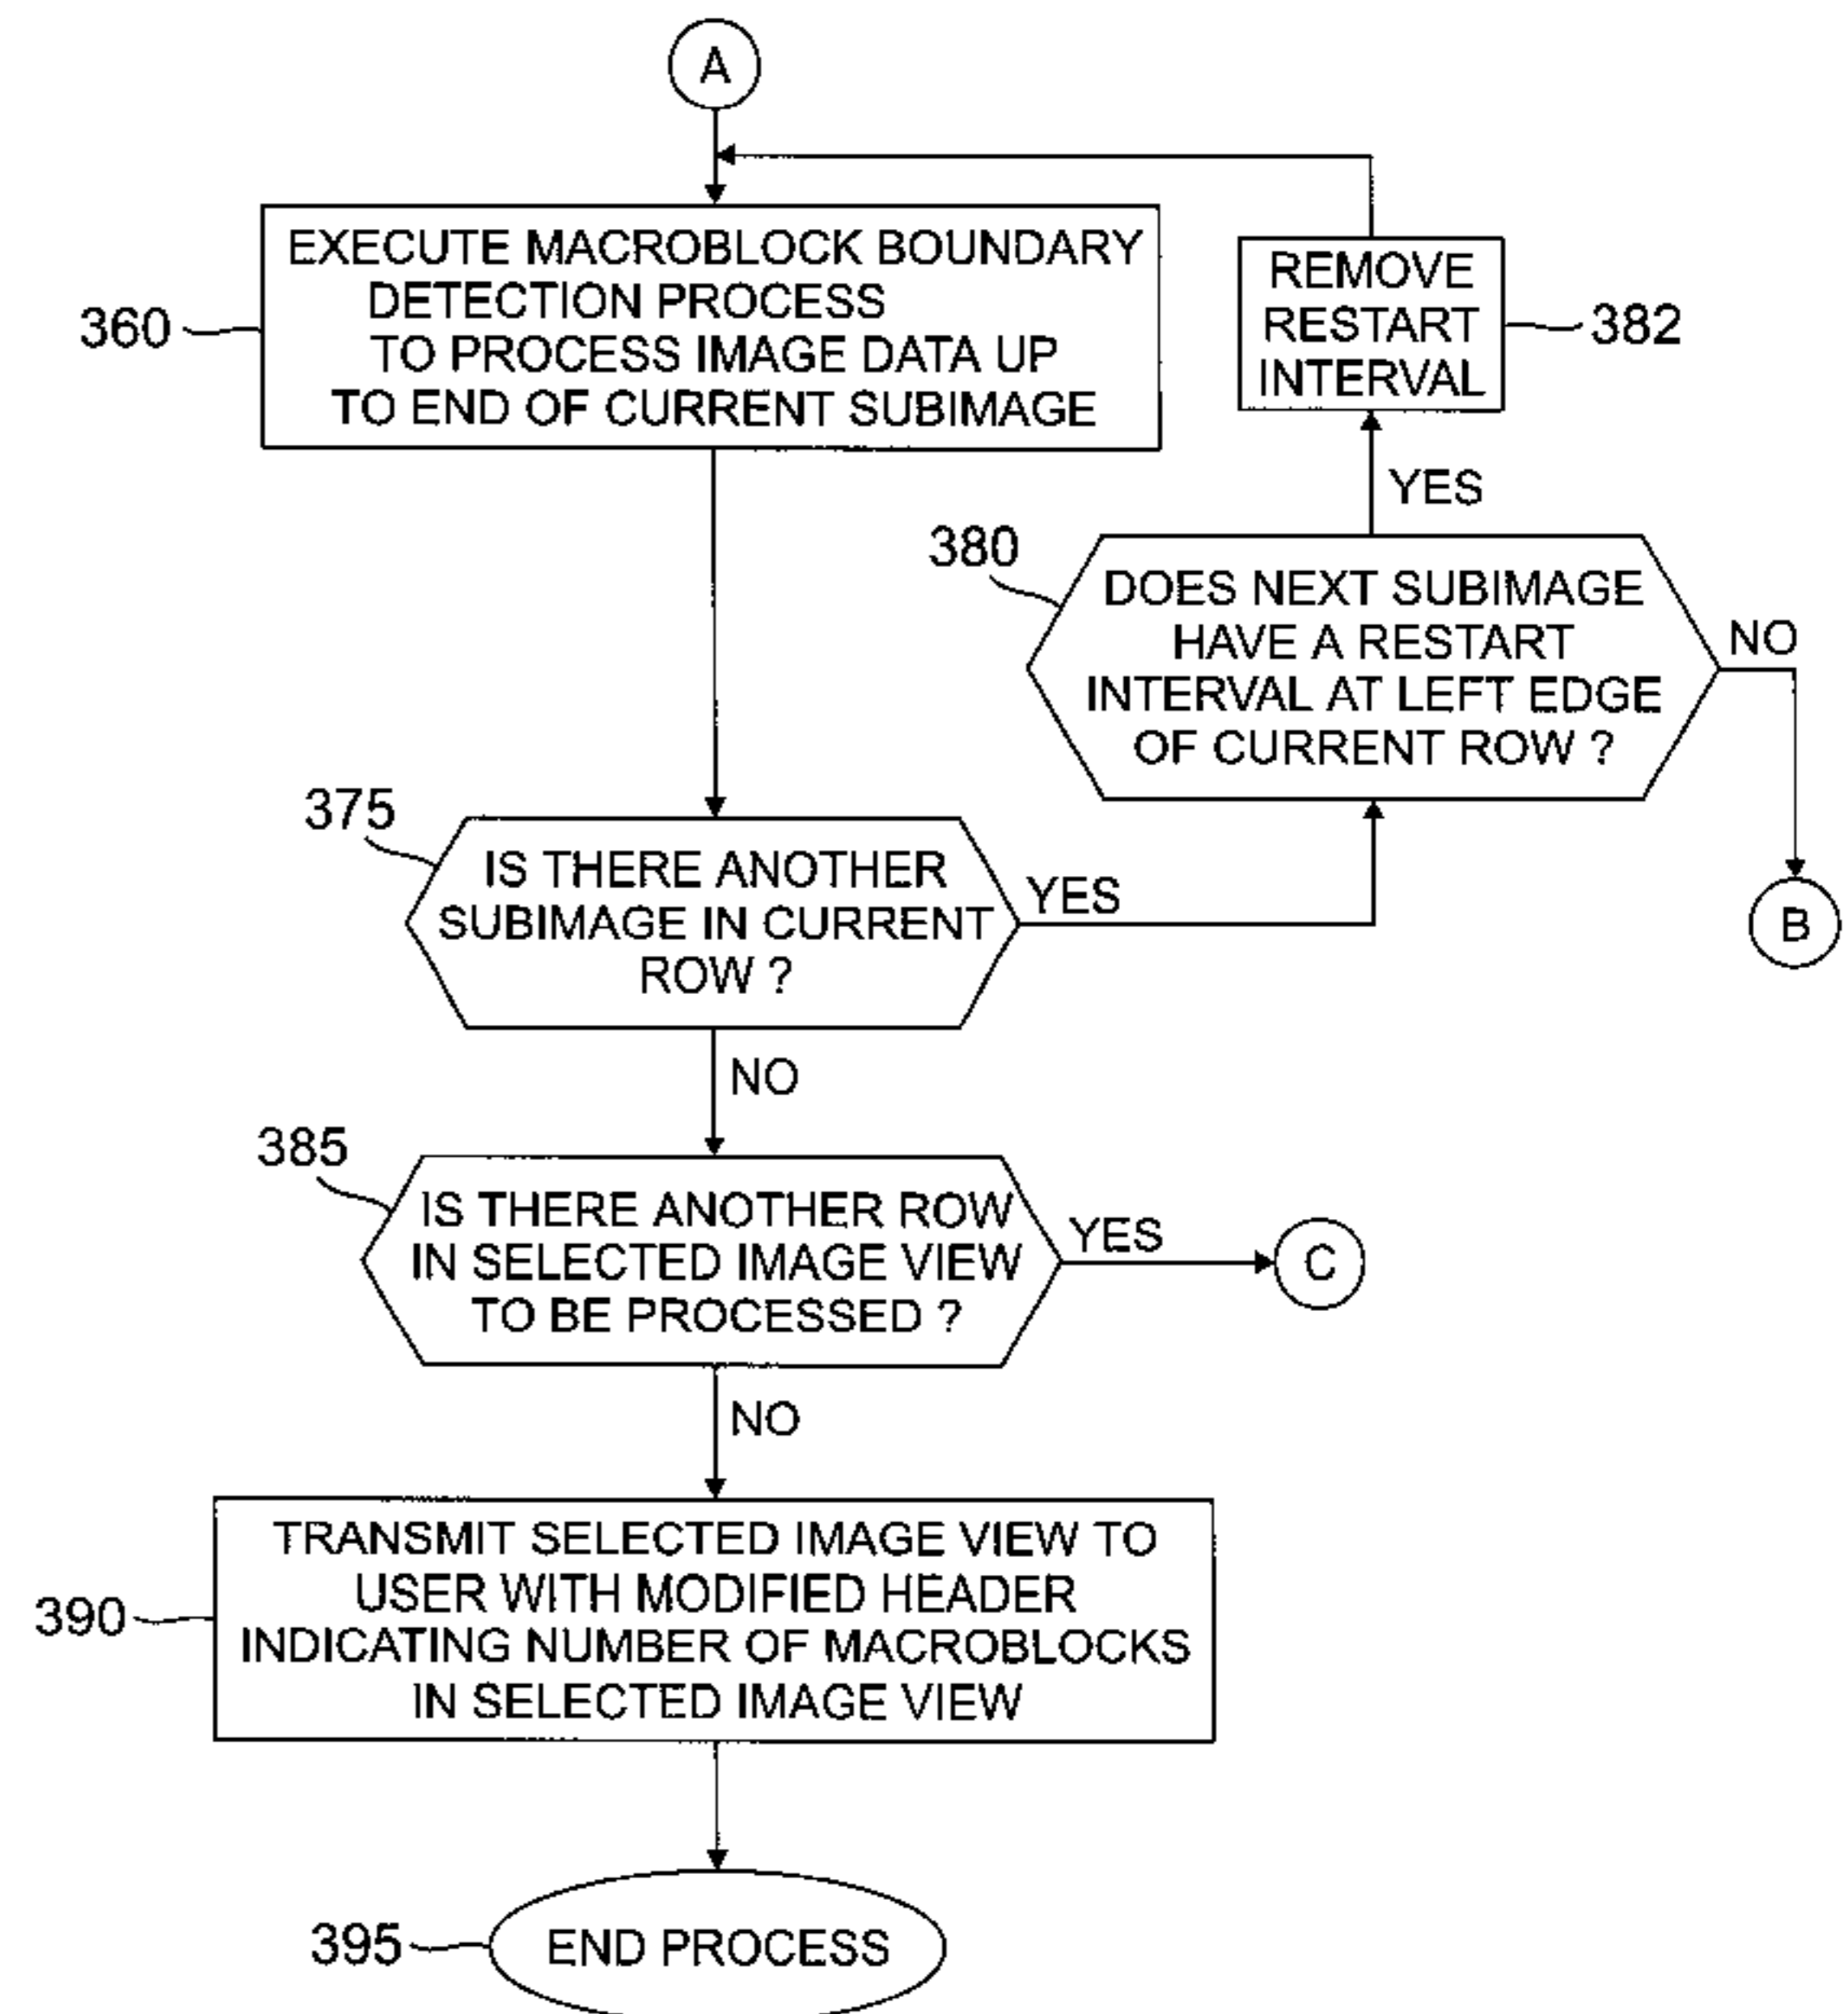 A
EXECUTE MACROBLOCK BOUNDARY
DETECTION PROCESS
TO PROCESS IMAGE DATA UP
TO END OF CURRENT SUBIMAGE
360
REMOVE
RESTART
INTERVAL
382
YES
380
DOES NEXT SUBIMAGE
HAVE A RESTART
INTERVAL AT LEFT EDGE
OF CURRENT ROW ?
NO
B
375
IS THERE ANOTHER
SUBIMAGE IN CURRENT
ROW ?
YES
NO
385
IS THERE ANOTHER ROW
IN SELECTED IMAGE VIEW
TO BE PROCESSED ?
YES
C
NO
390
TRANSMIT SELECTED IMAGE VIEW TO
USER WITH MODIFIED HEADER
INDICATING NUMBER OF MACROBLOCKS
IN SELECTED IMAGE VIEW
395
END PROCESS